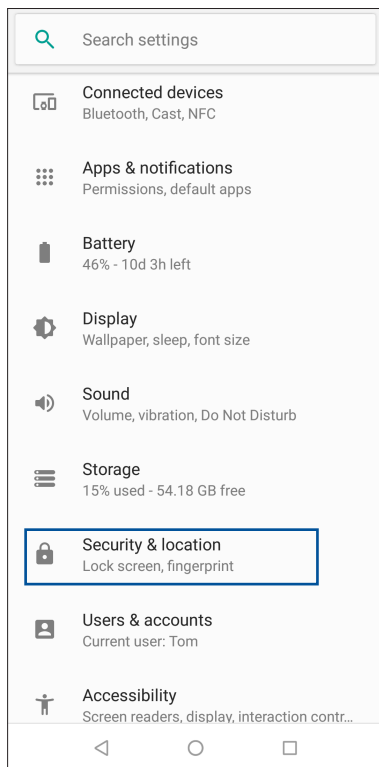 Search settings
Connected devices
Bluetooth, Cast, NFC
Apps & notifications
Permissions, default apps
Battery
46% - 10d 3h left
Display
Wallpaper, sleep, font size
Sound
Volume, vibration, Do Not Disturb
Storage
15% used - 54.18 GB free
Security & location
Lock screen, fingerprint
Users & accounts
Current user: Tom
Accessibility
Screen readers, display, interaction contr...